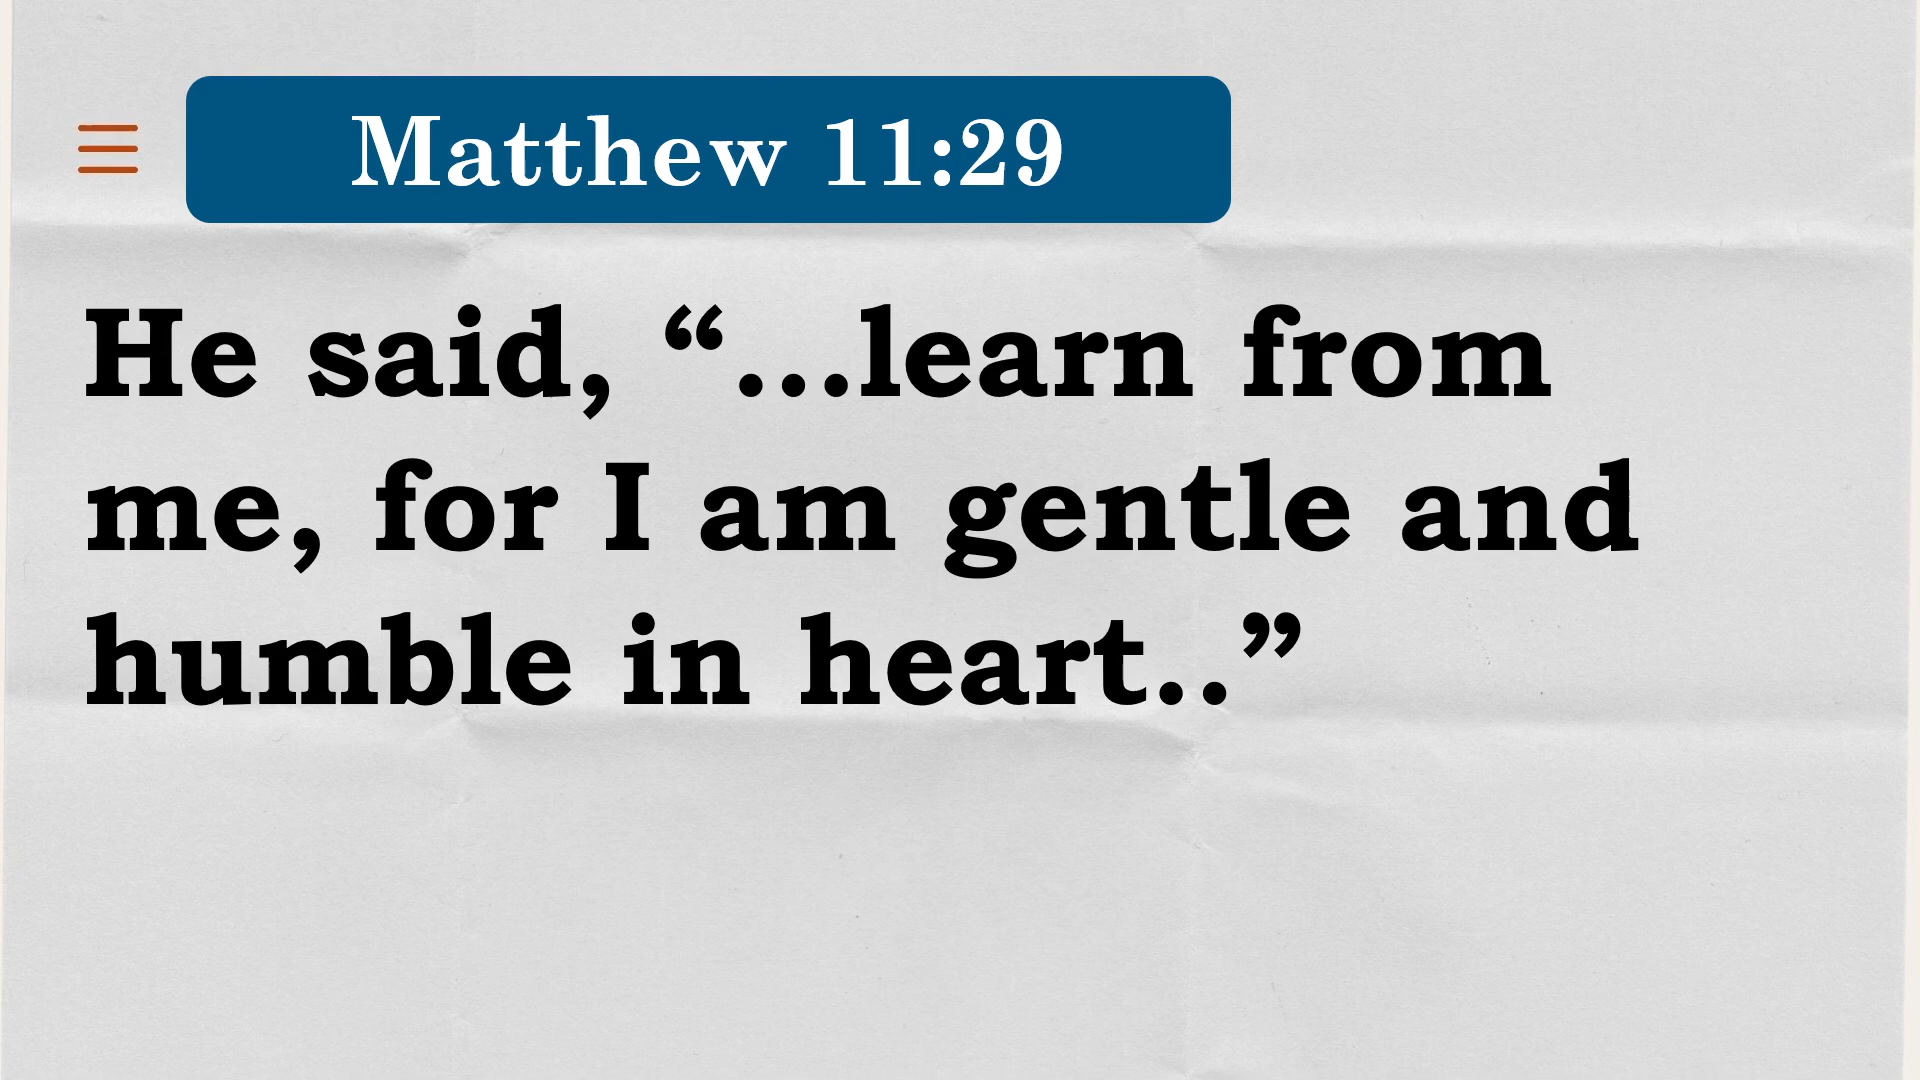 Matthew 11:29
He said, “...learn from
me, for I am gentle and
humble in heart..”